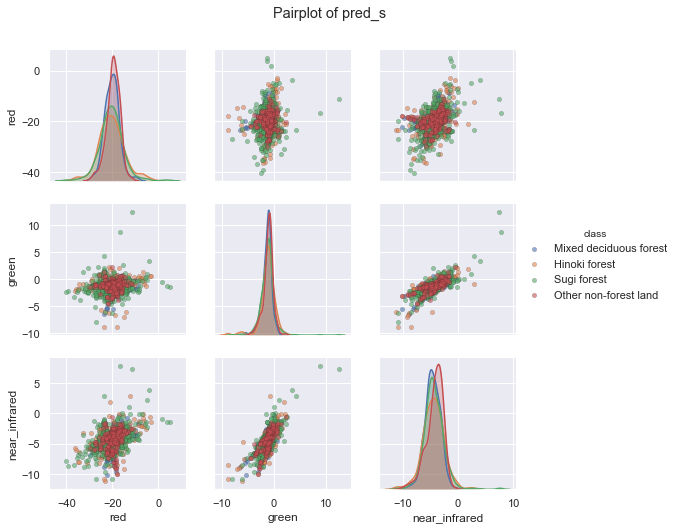 Pairplot of pred_s
0
−20
−40
red
10
5
0
−5
−10
green
5
0
−5
−10
near_infrared
−40 −20 0
red
−10 0 10
green
−10 0 10
near_infrared
class
Mixed deciduous forest
Hinoki forest
Sugi forest
Other non-forest land